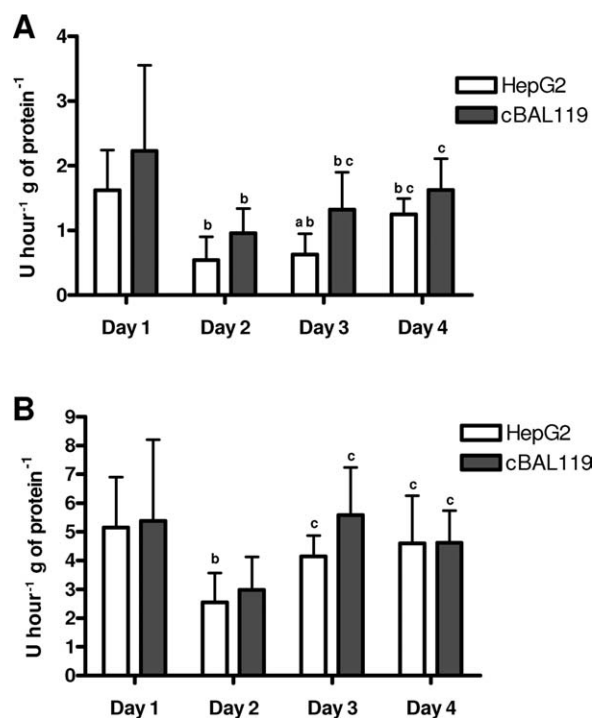 A
U hour⁻¹ g of protein⁻¹
4
3
2
1
0
HepG2
cBAL119
b
b
a b
b c
b c
c
Day 1 Day 2 Day 3 Day 4
B
U hour⁻¹ g of protein⁻¹
9
8
7
6
5
4
3
2
1
0
HepG2
cBAL119
b
c
c
c
c
Day 1 Day 2 Day 3 Day 4